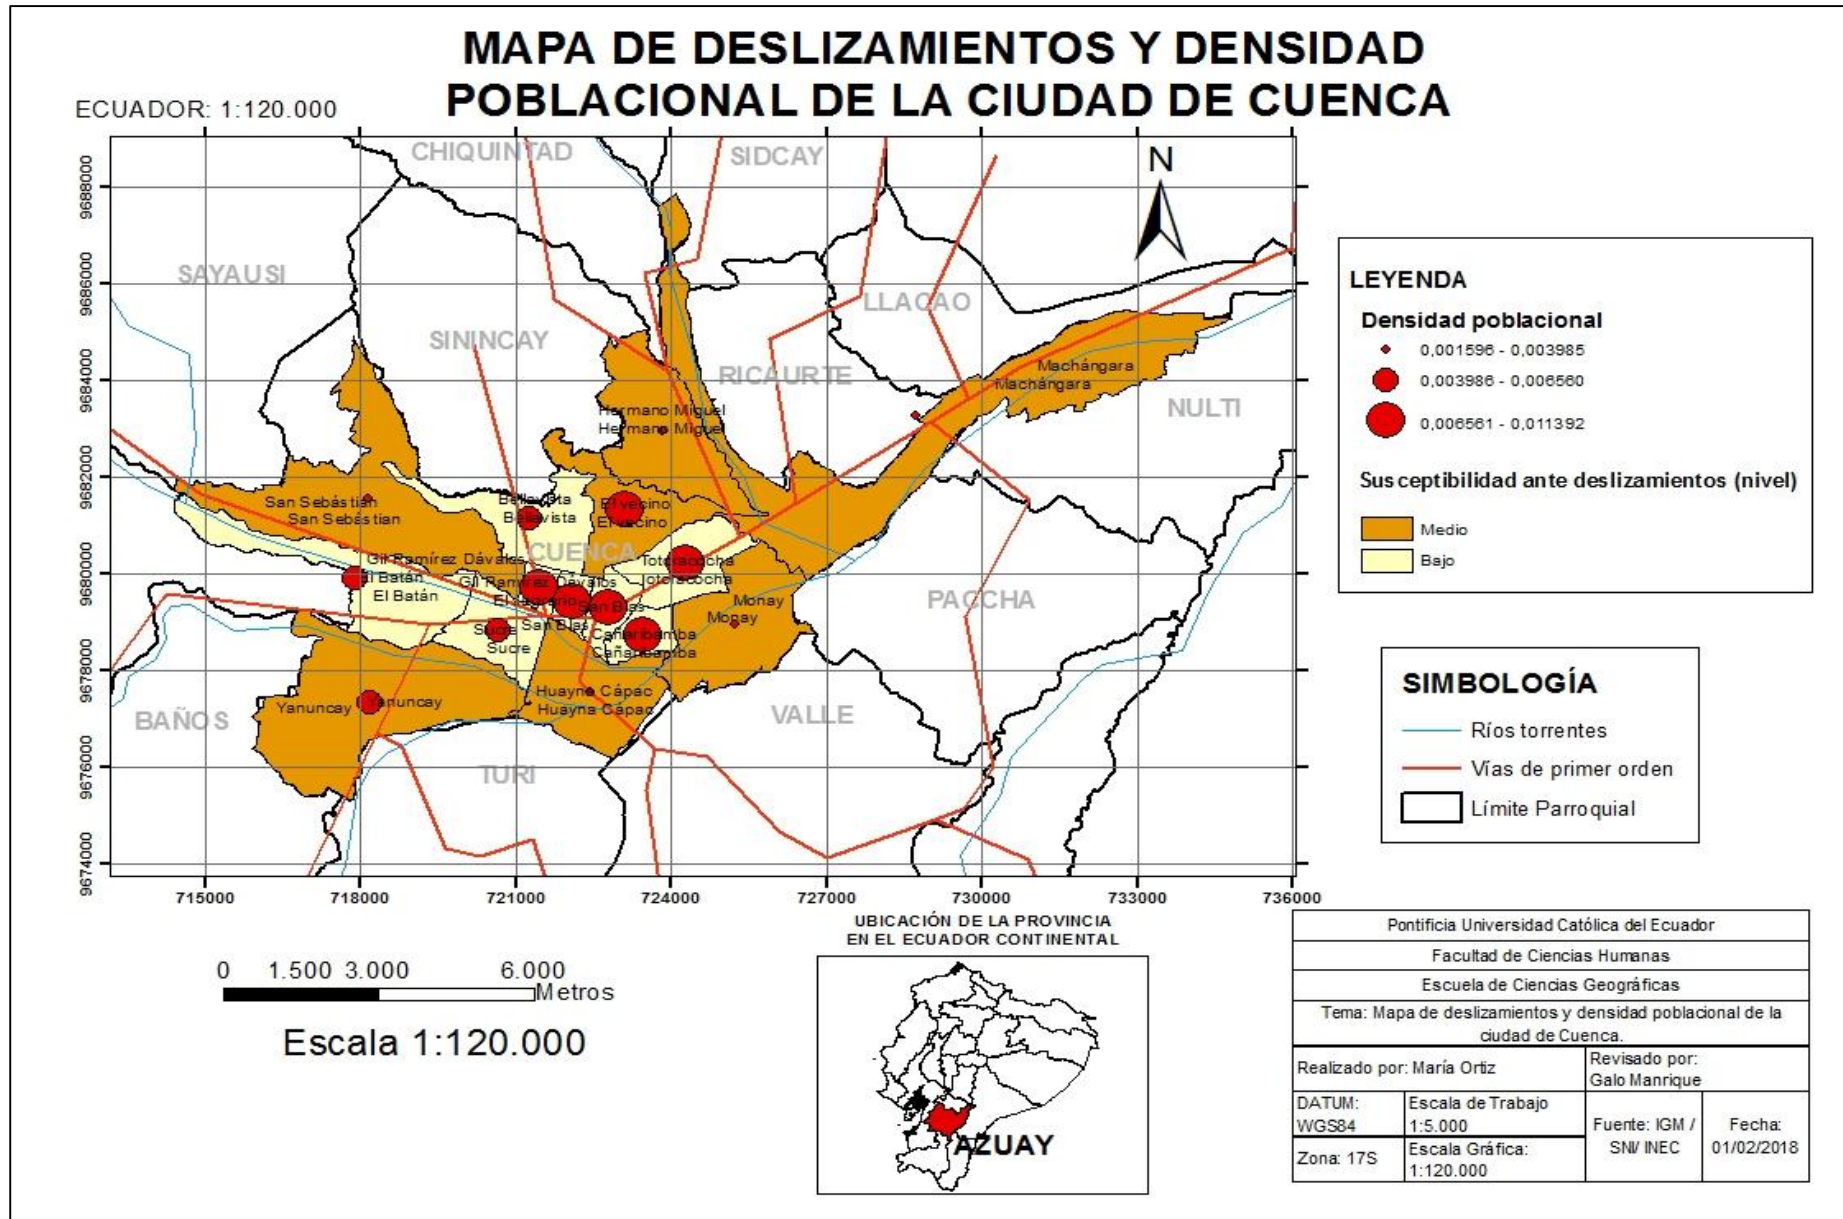 MAPA DE DESLIZAMIENTOS Y DENSIDAD
POBLACIONAL DE LA CIUDAD DE CUENCA
ECUADOR: 1:120.000
CHIQUINTAD
SIDCAY
N
SAYAUSI
SININCAY
LLACAO
RICAURTE
NULTI
Machángara
Machángara
Hermano Miguel
Hermano Miguel
San Sebástian
San Sebástian
Bellavista
Bellavista
El vecino
El vecino
CUENCA
Totoracocha
Totoracocha
Gil Ramírez Dávalos
Gil Ramírez Dávalos
El Batán
El Batán
El Sagrario
San Blas
San Blas
Monay
Monay
PACCHA
Sucre
Sucre
Cañaribamba
Cañaribamba
Huayna Cápac
Huayna Cápac
Yanuncay
Yanuncay
BAÑOS
VALLE
TURI
9688000
9686000
9684000
9682000
9680000
9678000
9676000
9674000
715000
718000
721000
724000
727000
730000
733000
736000
LEYENDA
Densidad poblacional
0,001596 - 0,003985
0,003986 - 0,006560
0,006561 - 0,011392
Susceptibilidad ante deslizamientos (nivel)
Medio
Bajo
SIMBOLOGÍA
Ríos torrentes
Vías de primer orden
Límite Parroquial
0 1.500 3.000 6.000
Metros
Escala 1:120.000
UBICACIÓN DE LA PROVINCIA
EN EL ECUADOR CONTINENTAL
AZUAY
Pontificia Universidad Católica del Ecuador
Facultad de Ciencias Humanas
Escuela de Ciencias Geográficas
Tema: Mapa de deslizamientos y densidad poblacional de la
ciudad de Cuenca.
Realizado por: María Ortiz
Revisado por:
Galo Manrique
DATUM:
WGS84
Escala de Trabajo
1:5.000
Zona: 17S
Escala Gráfica:
1:120.000
Fuente: IGM /
SNI/ INEC
Fecha:
01/02/2018